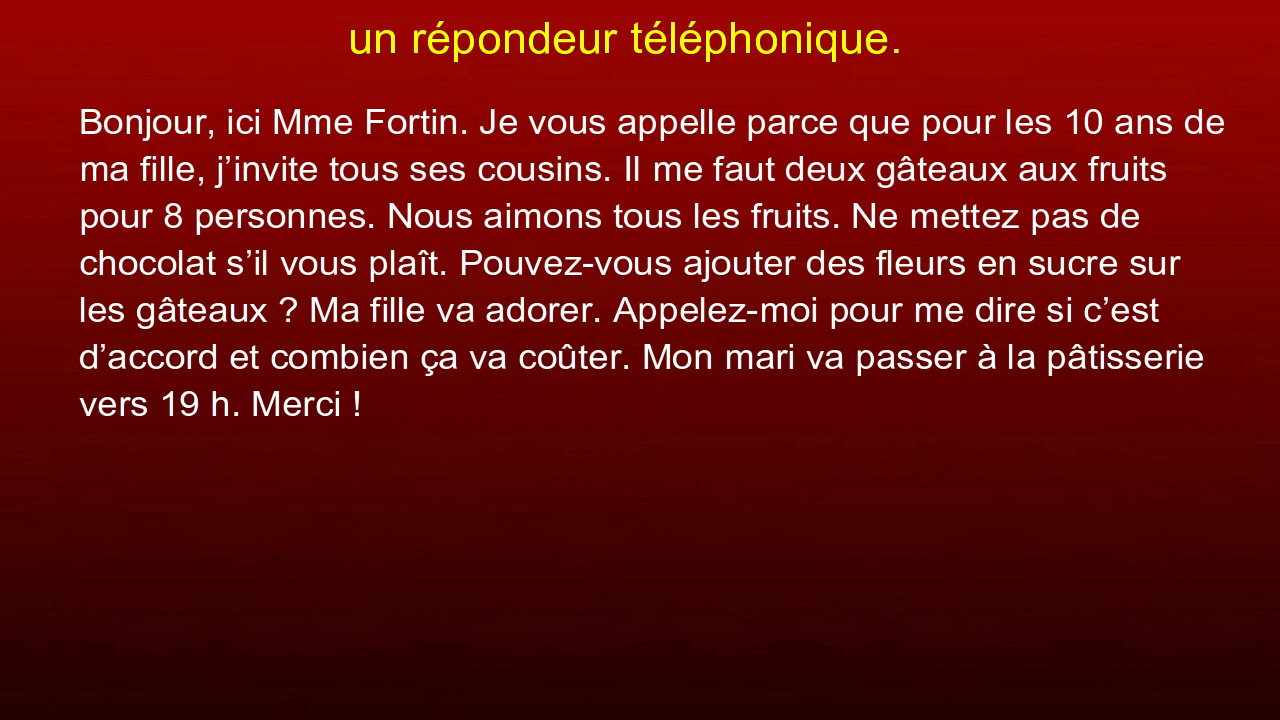 un répondeur téléphonique.
Bonjour, ici Mme Fortin. Je vous appelle parce que pour les 10 ans de
ma fille, j’invite tous ses cousins. Il me faut deux gâteaux aux fruits
pour 8 personnes. Nous aimons tous les fruits. Ne mettez pas de
chocolat s’il vous plaît. Pouvez-vous ajouter des fleurs en sucre sur
les gâteaux ? Ma fille va adorer. Appelez-moi pour me dire si c’est
d’accord et combien ça va coûter. Mon mari va passer à la pâtisserie
vers 19 h. Merci !